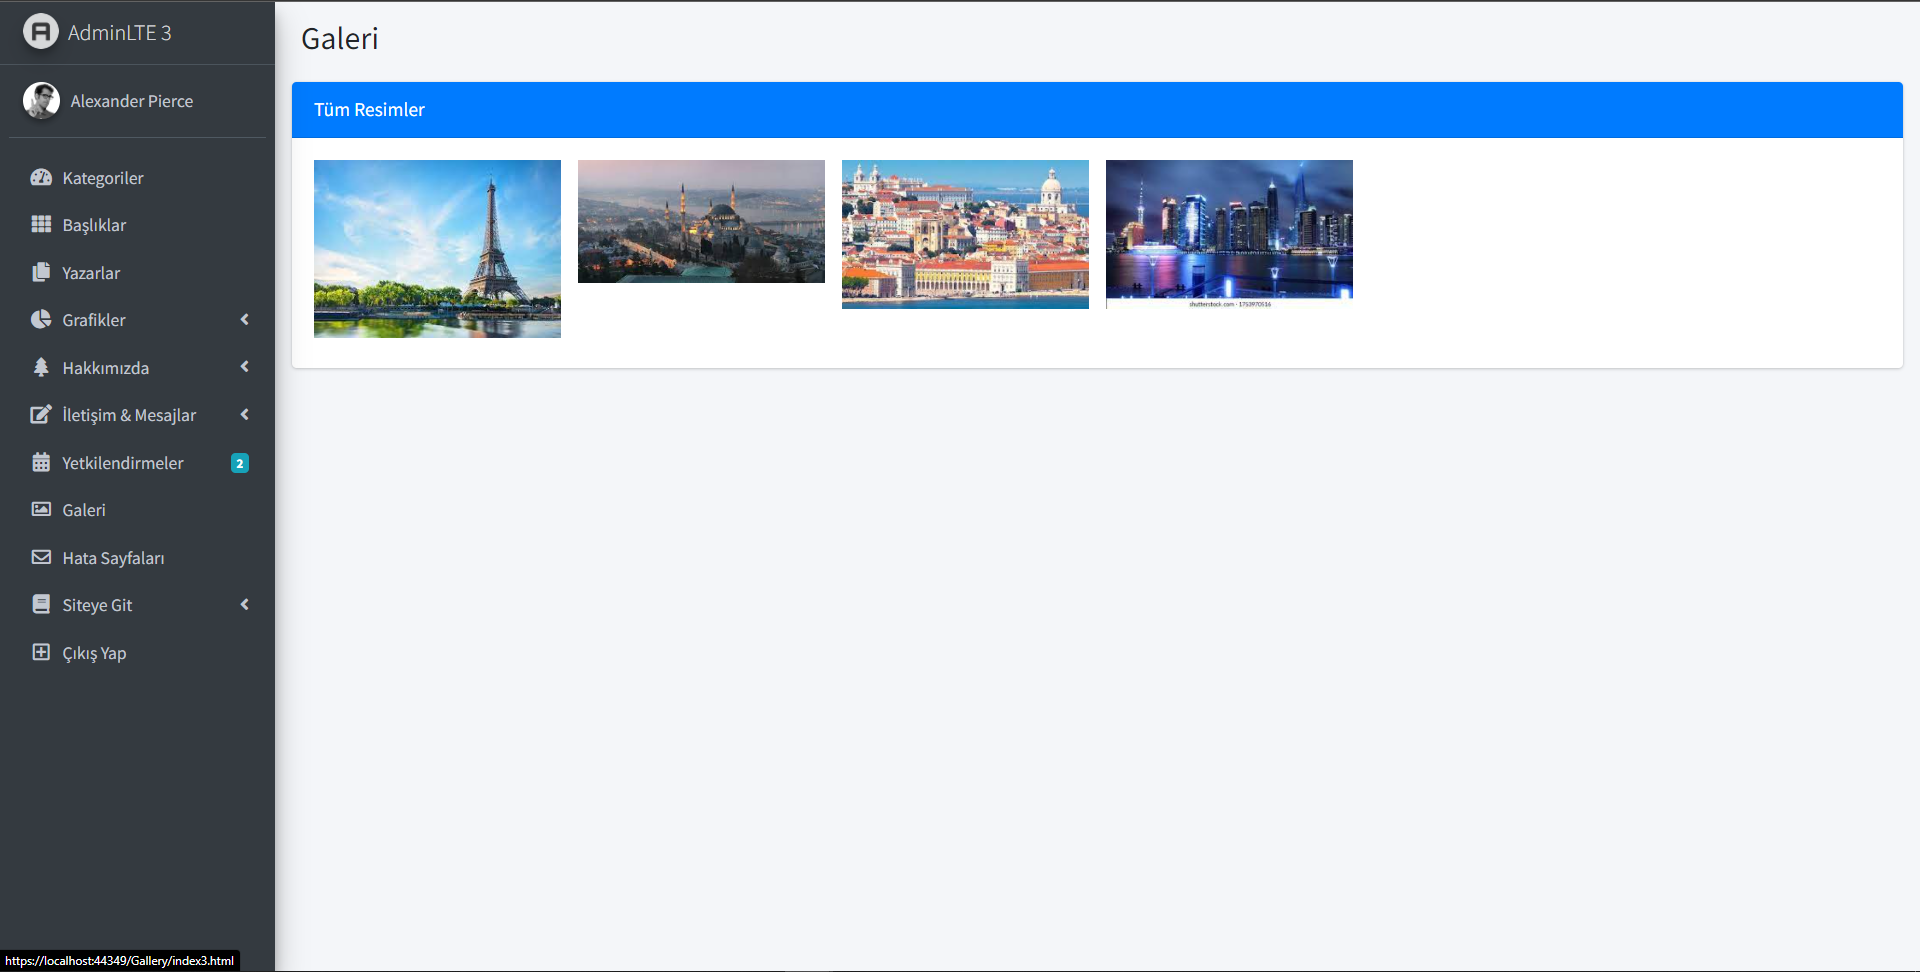 AdminLTE 3
Alexander Pierce
Kategoriler
Başlıklar
Yazarlar
Grafikler
Hakkımızda
İletişim & Mesajlar
Yetkilendirmeler 2
Galeri
Hata Sayfaları
Siteye Git
Çıkış Yap
Galeri
Tüm Resimler
shutterstock.com · 1753970516
https://localhost:44349/Gallery/index3.html